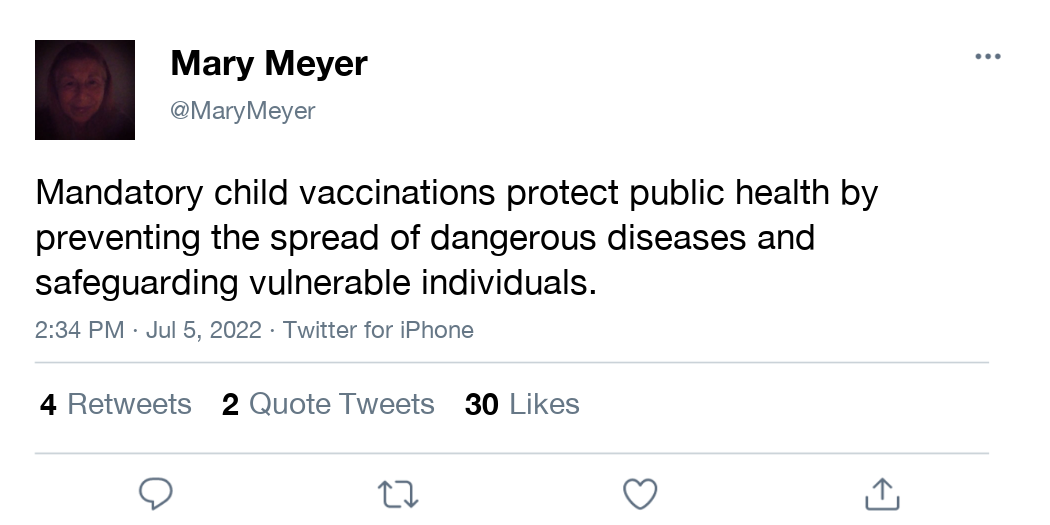 Mary Meyer
@MaryMeyer
Mandatory child vaccinations protect public health by
preventing the spread of dangerous diseases and
safeguarding vulnerable individuals.
2:34 PM · Jul 5, 2022 · Twitter for iPhone
4 Retweets 2 Quote Tweets 30 Likes